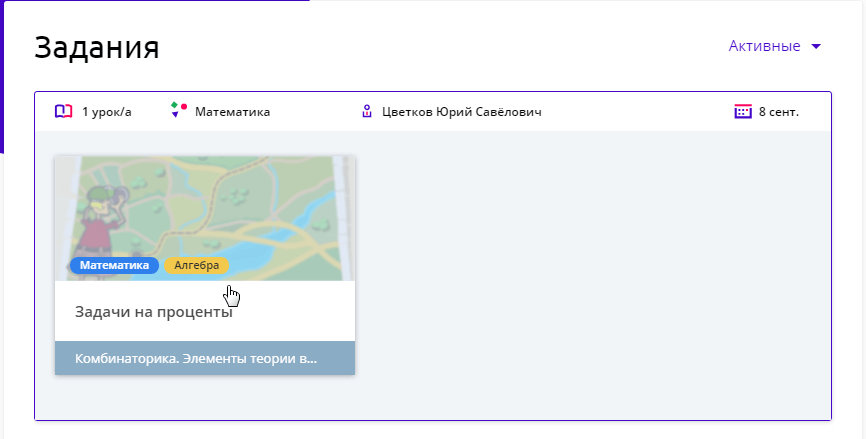 Задания
Активные
1 урок/а
Математика
Цветков Юрий Савёлович
8 сент.
Математика
Алгебра
Задачи на проценты
Комбинаторика. Элементы теории в...